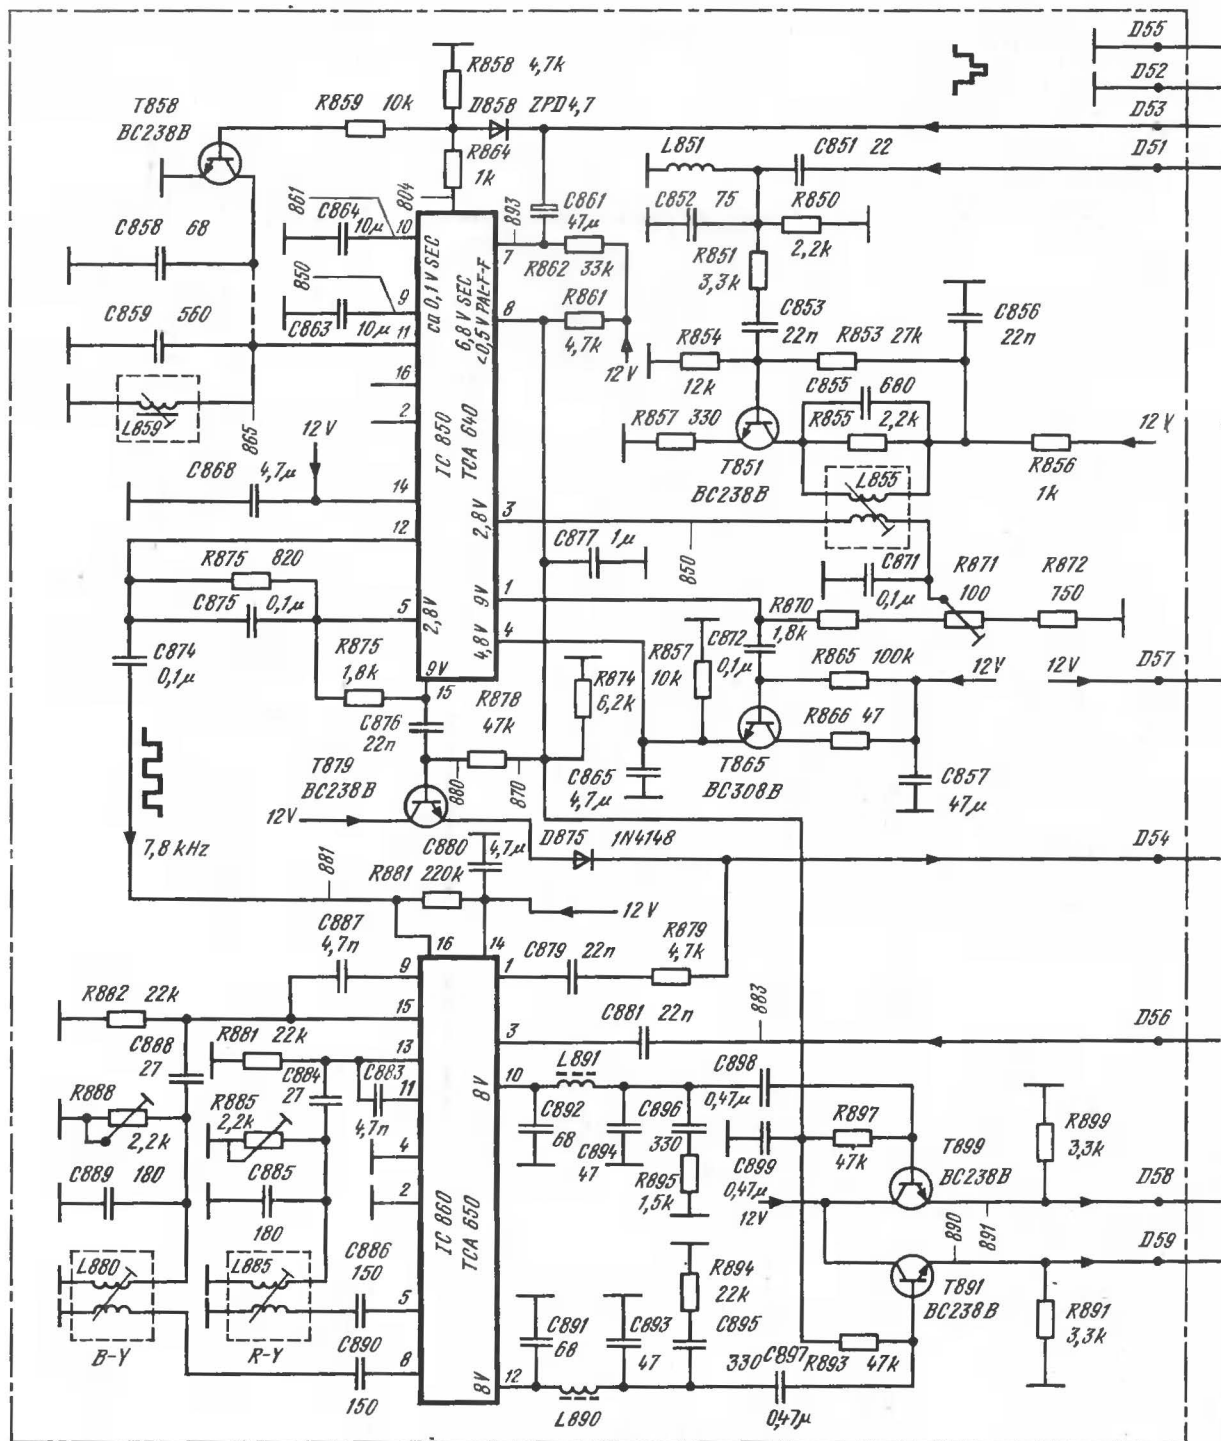 D55
D52
D53
D51
R858 4,7k
T858
BC238B
R859 10k
D858 ZPD4,7
R864
1k
L851
C851 22
861
804
893
C858 68
C864
10μ
10
C861
47μ
7
R862 33k
C852 75
R850
2,2k
R851
3,3k
850
9
C863 10μ
ca 0,1V SEC
6,8V SEC
<0,5V PAL-F-F
8
R861
4,7k
12V
C859 560
11
C853
22n
C856
22n
R854
12k
R853 27k
16
2
L859
865
12V
IC 850
TCA 640
R857 330
C855 680
R855 2,2k
T851
BC238B
12V
R856
1k
C868 4,7μ
14
12
3
2,8V
L855
850
C877 1μ
R875 820
C875 0,1μ
5
2,8V
1
9V
4
4,8V
C871
0,1μ
R871
100
R872
750
R870
1,8k
C874
0,1μ
R875
1,8k
9V
15
R857
10k
C872
0,1μ
R865 100k
12V
12V
D57
R878
47k
R874
6,2k
C876
22n
R866 47
T879
BC238B
880
870
C865
4,7μ
T865
BC308B
C857
47μ
12V
7,8 kHz
D875 1N4148
D54
C880
4,7μ
881
R881 220k
12V
C887
4,7n
16
14
C879 22n
R879
4,7k
9
1
R882 22k
15
C881 22n
883
D56
3
R881 22k
13
C888
27
C884
27
C883
4,7n
11
10
8V
L891
C898
0,47μ
R888
2,2k
R885
2,2k
4
C892
68
C894
47
C896
330
R895
1,5k
C899
0,47μ
R897
47k
T899
BC238B
R899
3,3k
C889 180
C885
180
2
12V
D58
IC 860
TCA 650
890
891
D59
L880
L885
C886
150
5
R894
22k
T891
BC238B
R891
3,3k
B-Y
R-Y
C890
150
8
C891
68
C893
47
C895
330
C897
0,47μ
R893 47k
12
8V
L890